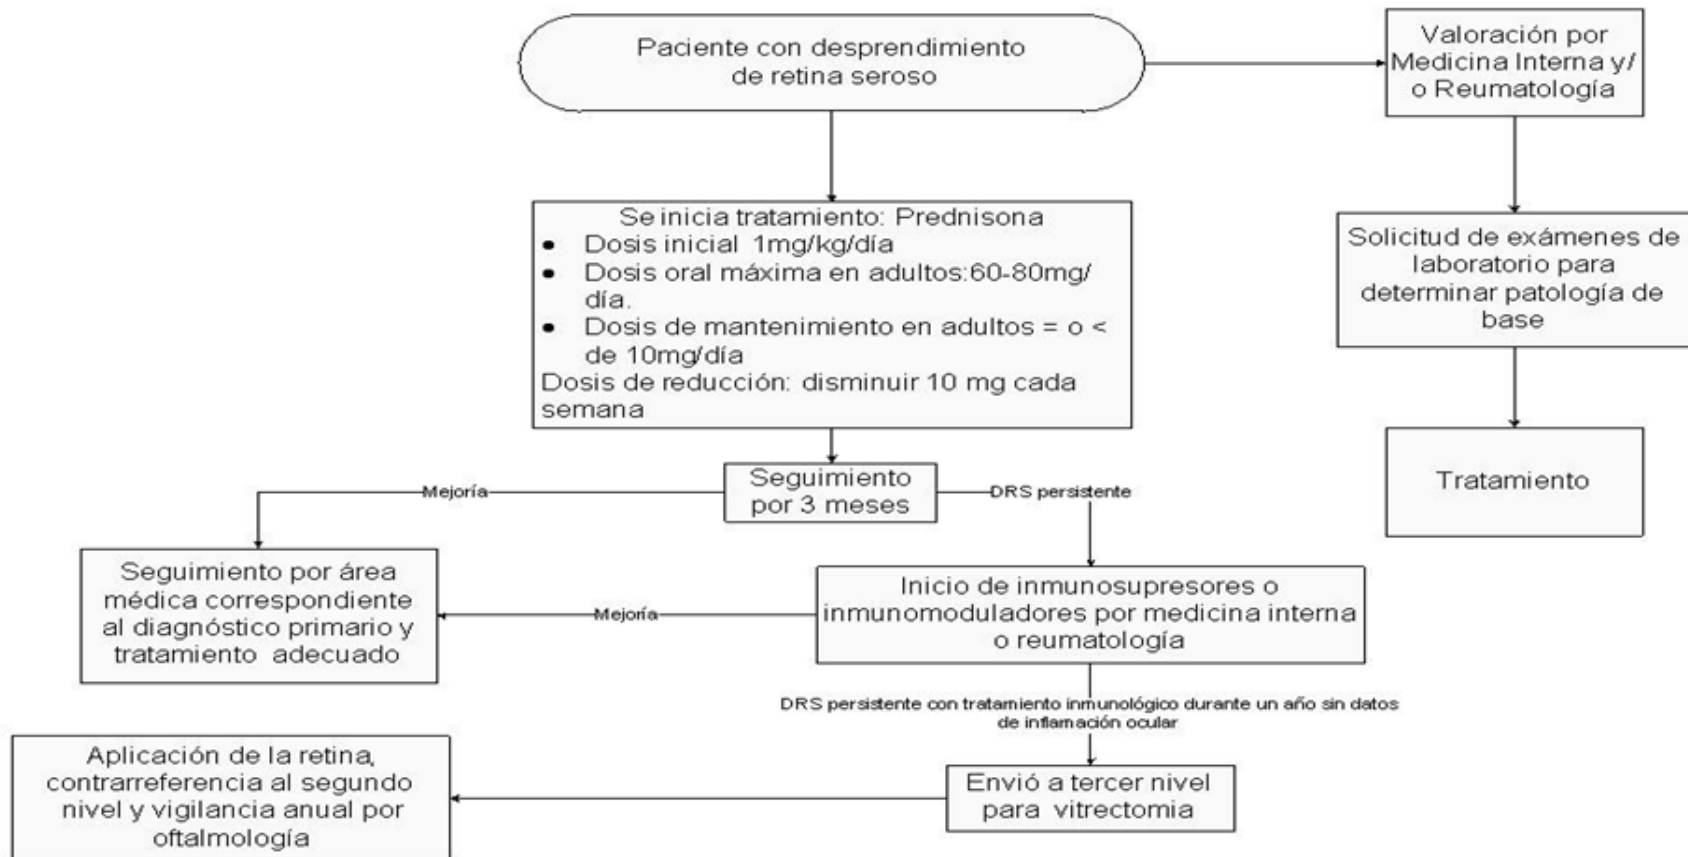 Paciente con desprendimiento
de retina seroso
Valoración por
Medicina Interna y/
o Reumatología
Se inicia tratamiento: Prednisona
• Dosis inicial 1mg/kg/día
• Dosis oral máxima en adultos:60-80mg/
día.
• Dosis de mantenimiento en adultos = o <
de 10mg/día
Dosis de reducción: disminuir 10 mg cada
semana
Solicitud de exámenes de
laboratorio para
determinar patología de
base
Tratamiento
Seguimiento
por 3 meses
Mejoría
DRS persistente
Seguimiento por área
médica correspondiente
al diagnóstico primario y
tratamiento adecuado
Inicio de inmunosupresores o
inmunomoduladores por medicina interna
o reumatología
Mejoría
DRS persistente con tratamiento inmunológico durante un año sin datos
de inflamación ocular
Envió a tercer nivel
para vitrectomia
Aplicación de la retina,
contrarreferencia al segundo
nivel y vigilancia anual por
oftalmología